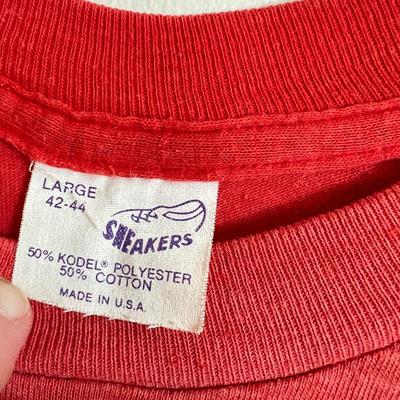 LARGE
42-44
SNEAKERS
50% KODEL® POLYESTER
50% COTTON
MADE IN U.S.A.